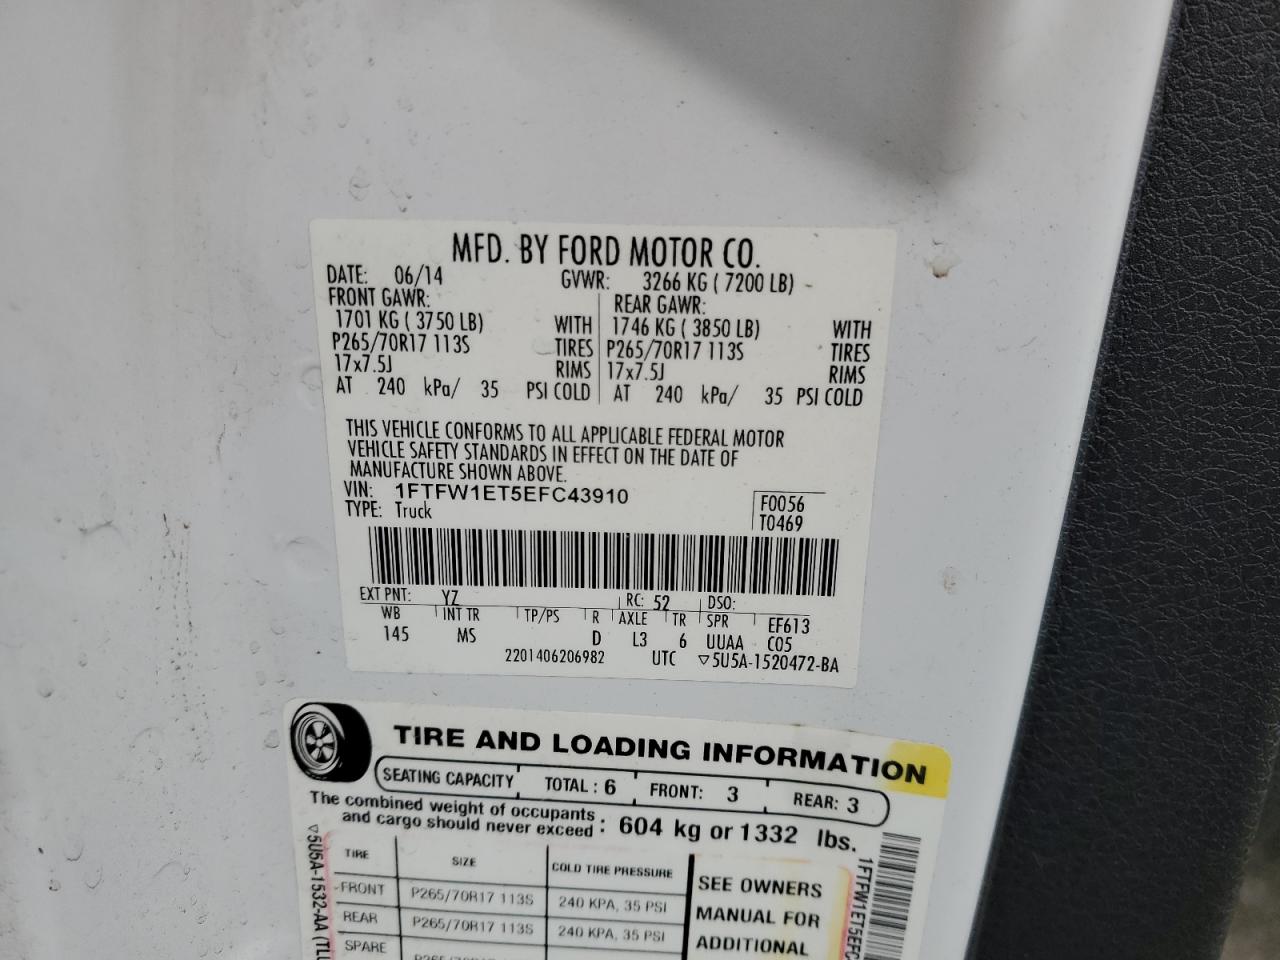 MFD. BY FORD MOTOR CO.
DATE: 06/14 GVWR: 3266 KG ( 7200 LB)
FRONT GAWR: REAR GAWR:
1701 KG ( 3750 LB) WITH 1746 KG ( 3850 LB) WITH
P265/70R17 113S TIRES P265/70R17 113S TIRES
17x7.5J RIMS 17x7.5J RIMS
AT 240 kPa/ 35 PSI COLD AT 240 kPa/ 35 PSI COLD
THIS VEHICLE CONFORMS TO ALL APPLICABLE FEDERAL MOTOR
VEHICLE SAFETY STANDARDS IN EFFECT ON THE DATE OF
MANUFACTURE SHOWN ABOVE.
VIN: 1FTFW1ET5EFC43910 F0056
TYPE: Truck T0469
EXT PNT: YZ RC: 52 DSO:
WB INT TR TP/PS R AXLE TR SPR EF613
145 MS D L3 6 UUAA C05
2201406206982 UTC ▽5U5A-1520472-BA
TIRE AND LOADING INFORMATION
SEATING CAPACITY TOTAL : 6 FRONT: 3 REAR: 3
The combined weight of occupants
and cargo should never exceed : 604 kg or 1332 lbs.
TIRE SIZE COLD TIRE PRESSURE SEE OWNERS
FRONT P265/70R17 113S 240 KPA, 35 PSI MANUAL FOR
REAR P265/70R17 113S 240 KPA, 35 PSI ADDITIONAL
SPARE
▽5U5A-1532-AA
1FTFW1ET5EFC